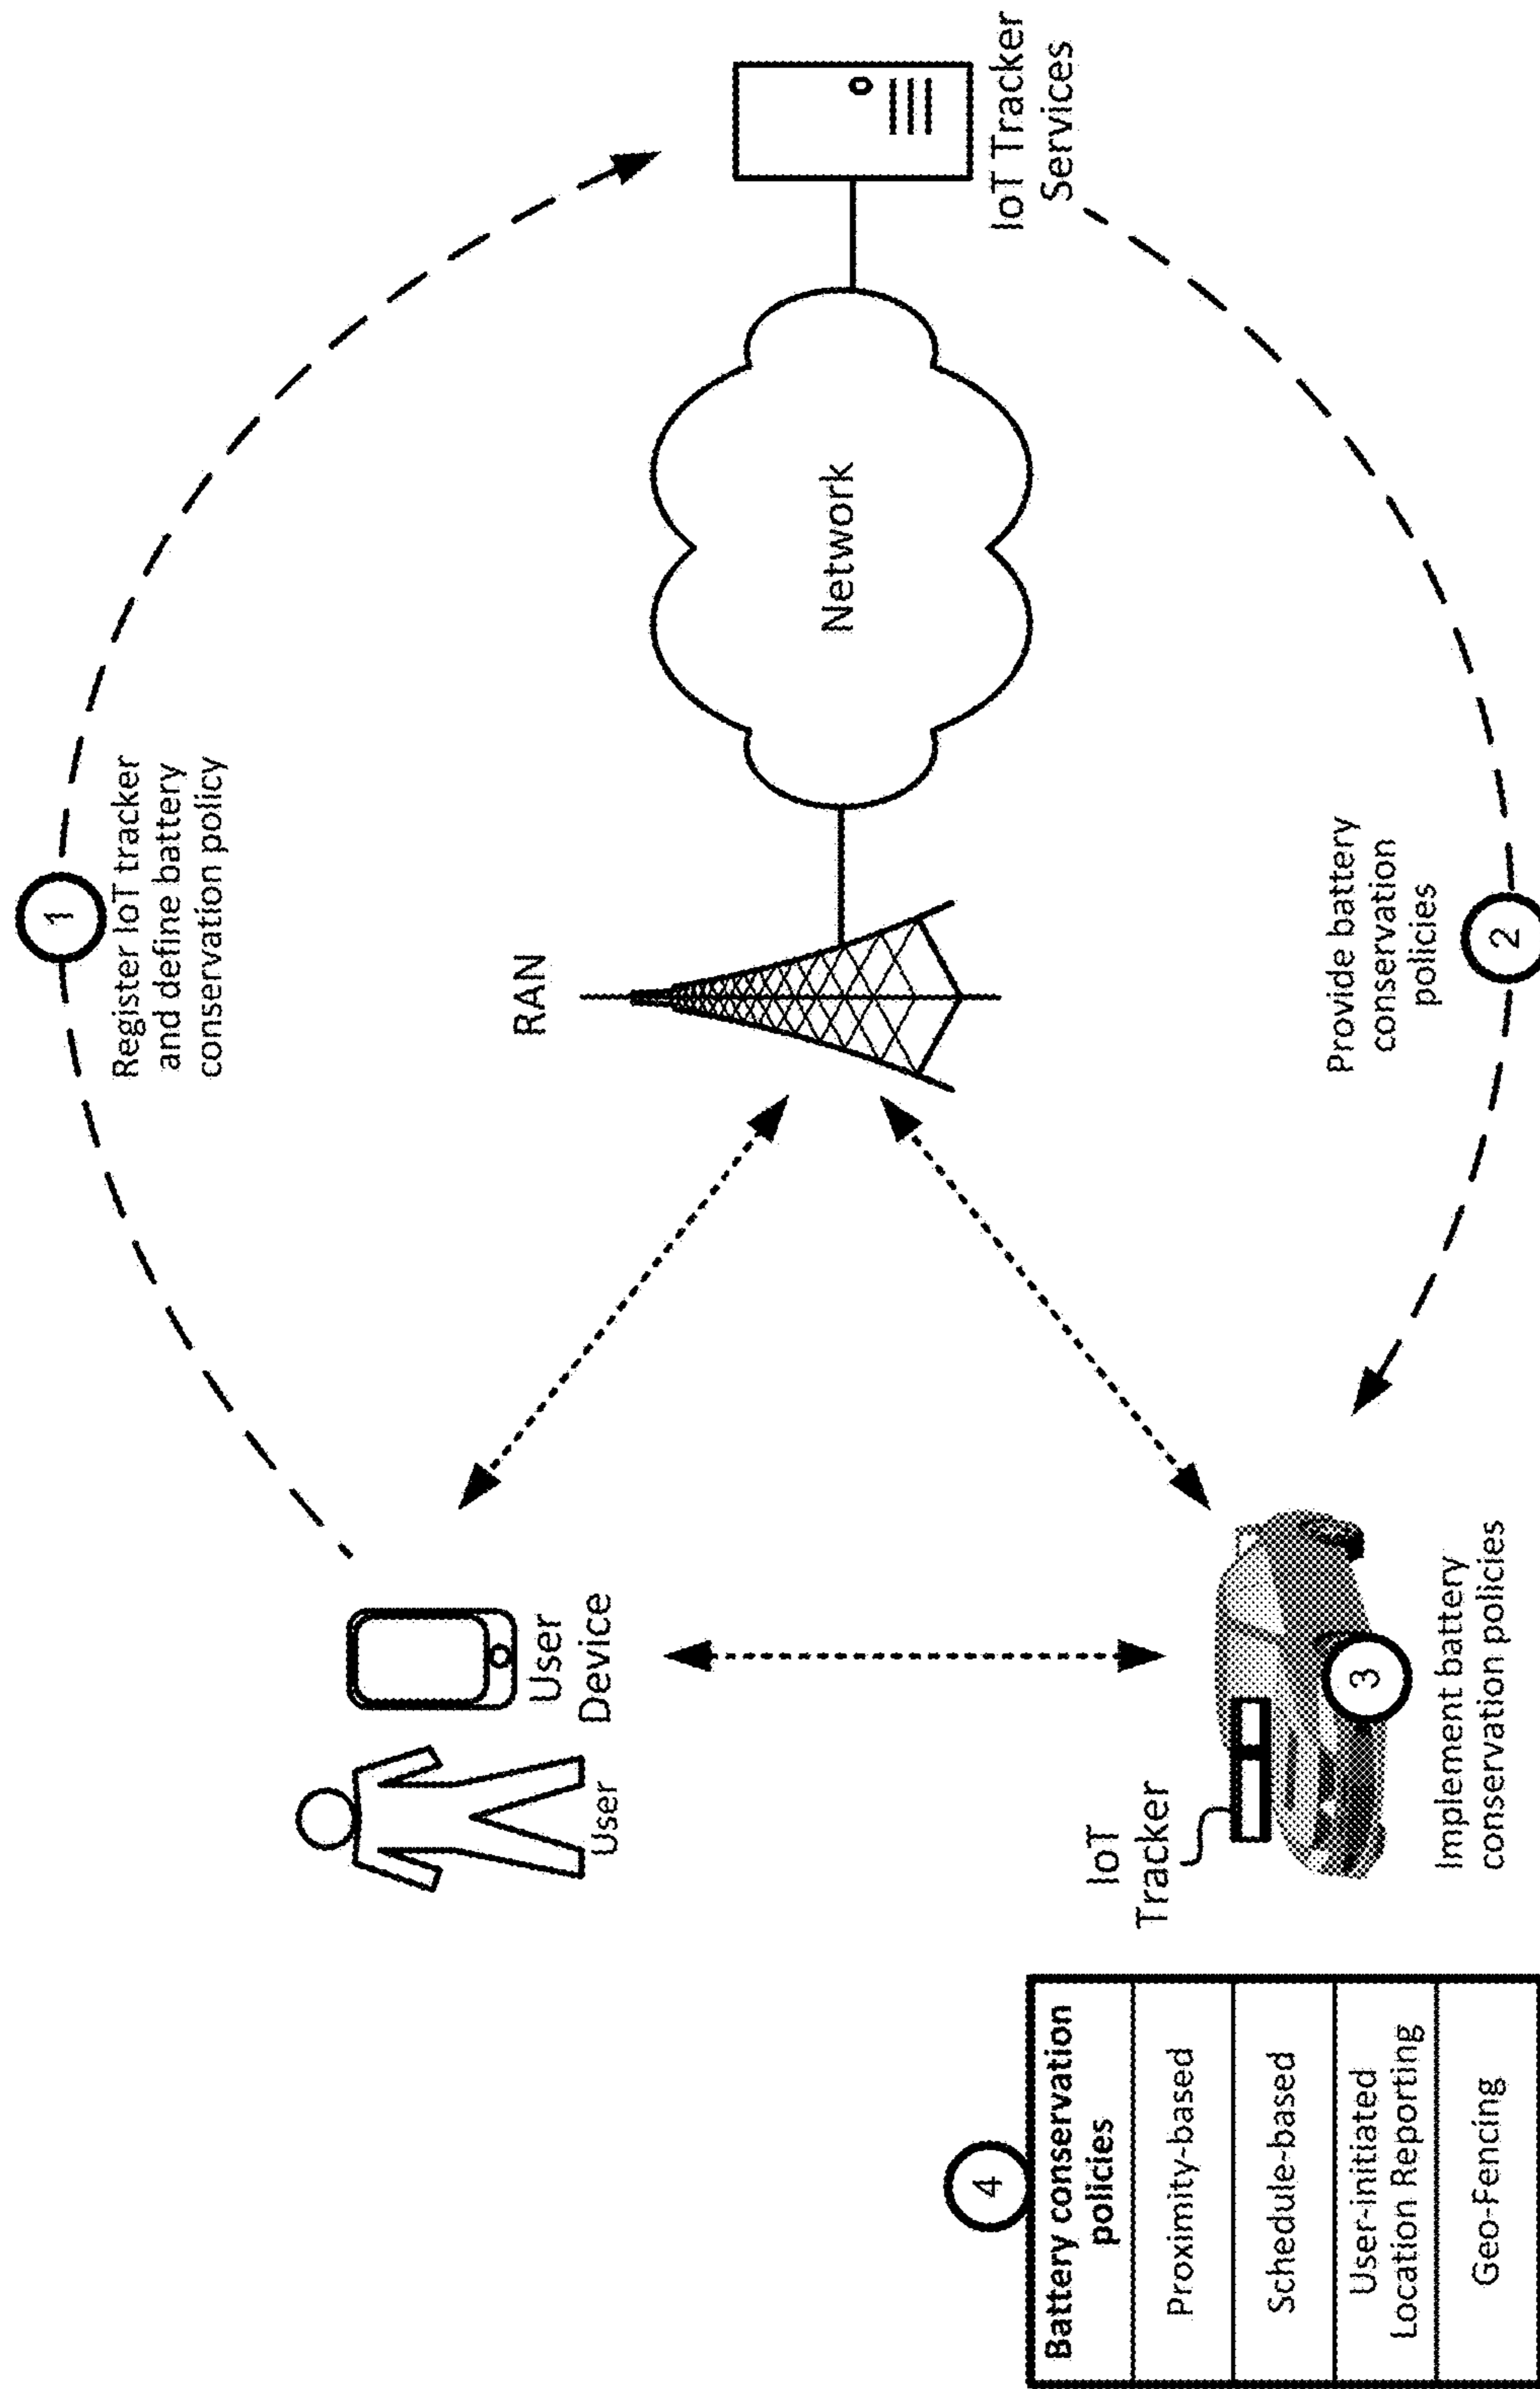 1
Register IoT tracker
and define battery
conservation policy
User
User
Device
RAN
Network
IoT Tracker
Services
IoT
Tracker
3
Implement battery
conservation policies
Provide battery
conservation
policies
2
4
Battery conservation
policies
Proximity-based
Schedule-based
User-initiated
Location Reporting
Geo-Fencing